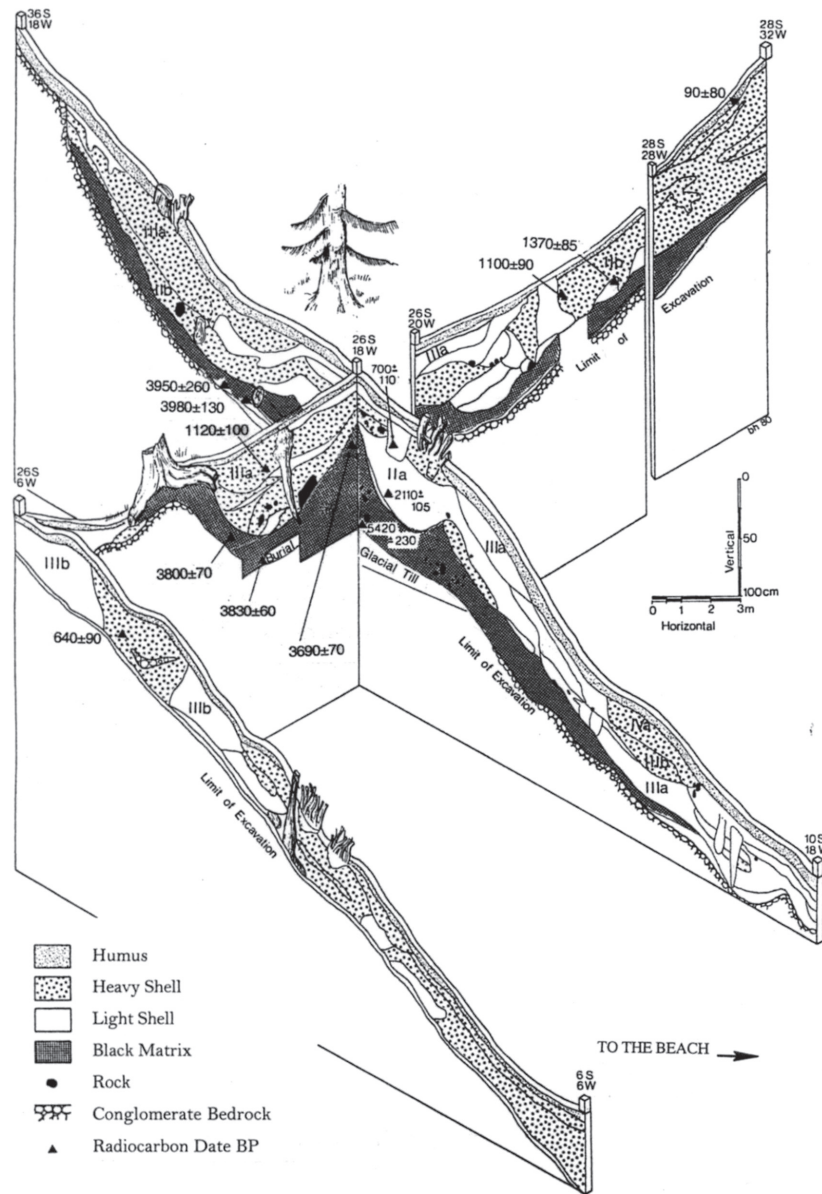 36S
18W
28S
32W
90±80
28S
28W
1370±85
IIb
1100±90
IIIa
26S
20W
IIIa
IIb
Limit of Excavation
26S
18W
700±
110
3950±260
3980±130
1120±100
IIIa
IIa
2110±
105
bh 80
26S
6W
5420
±230
IIIa
0
50
100cm
Vertical
Burial
Glacial Till
IIIb
3800±70
3830±60
0 1 2 3m
Horizontal
640±90
3690±70
Limit of Excavation
IIIb
IVa
IIIb
IIIa
Limit of Excavation
10S
18W
Humus
Heavy Shell
Light Shell
Black Matrix
Rock
Conglomerate Bedrock
Radiocarbon Date BP
TO THE BEACH
6S
6W